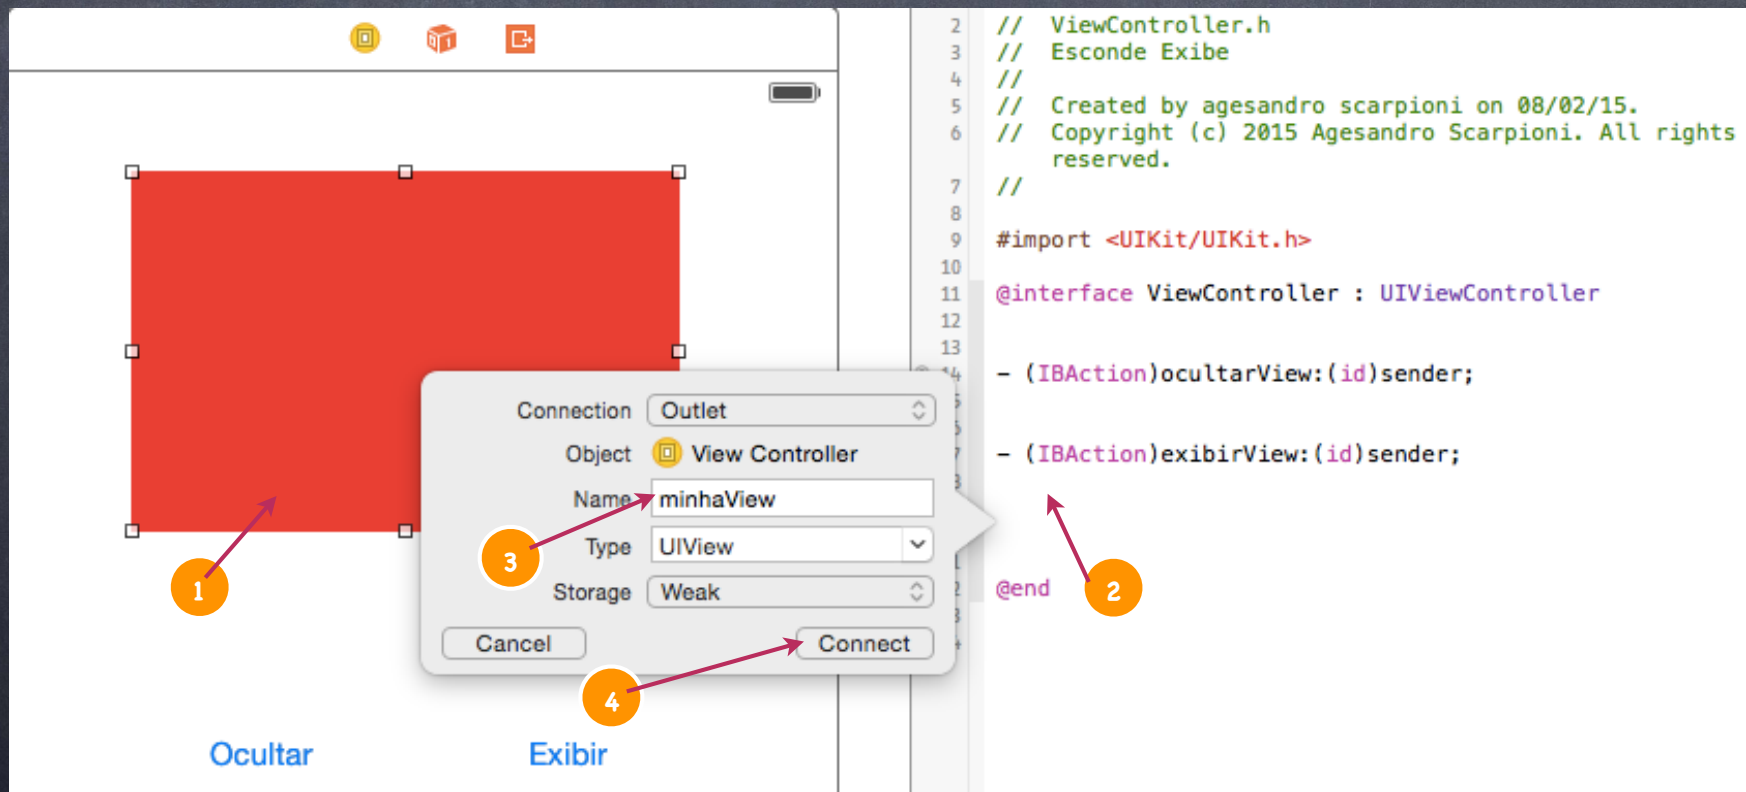 2 // ViewController.h
3 // Esconde Exibe
4 //
5 // Created by agesandro scarpioni on 08/02/15.
6 // Copyright (c) 2015 Agesandro Scarpioni. All rights
reserved.
7 //
8
9 #import <UIKit/UIKit.h>
10
11 @interface ViewController : UIViewController
12
13
14 - (IBAction)ocultarView:(id)sender;
- (IBAction)exibirView:(id)sender;
@end
Connection Outlet
Object View Controller
Name minhaView
Type UIView
Storage Weak
Cancel Connect
1
2
3
4
Ocultar Exibir